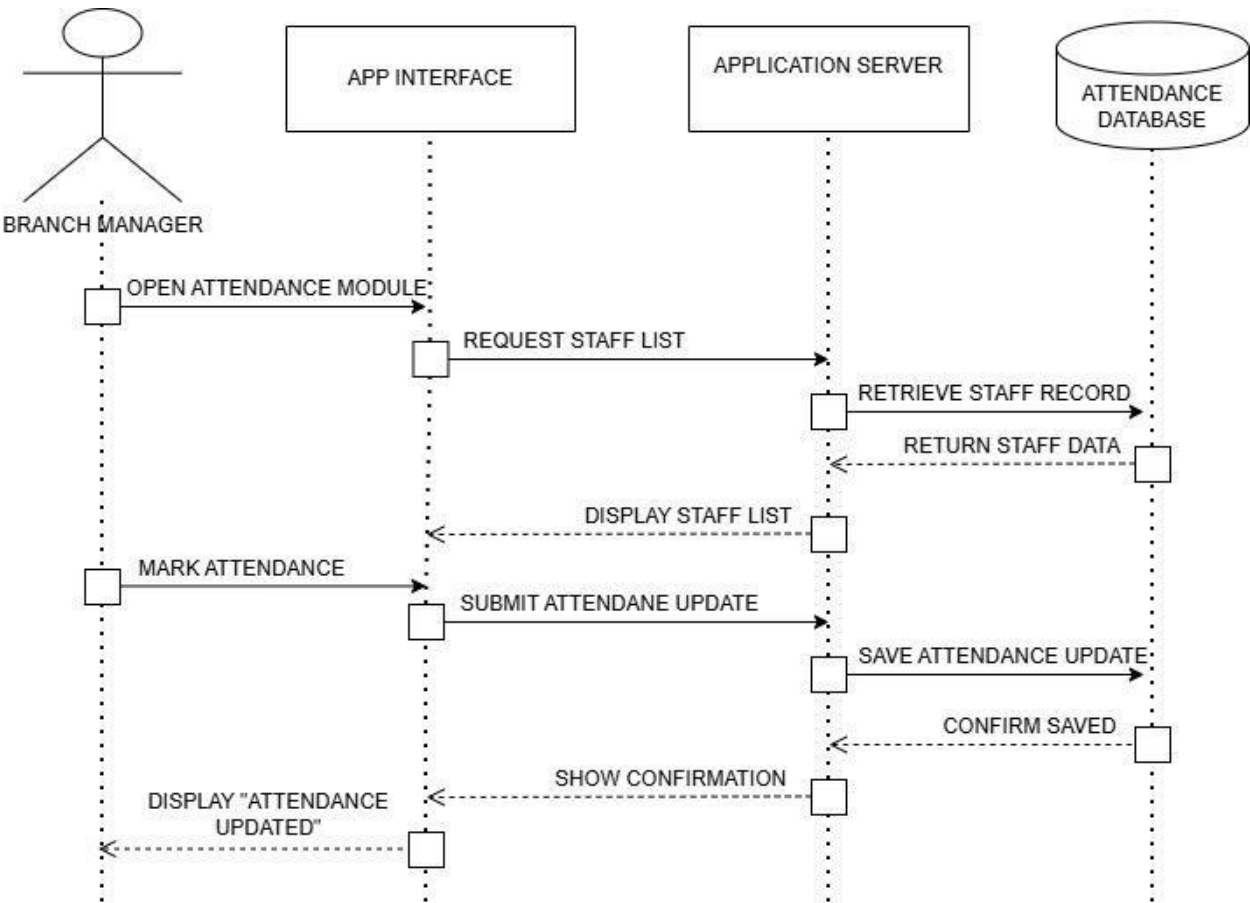 APP INTERFACE
APPLICATION SERVER
ATTENDANCE
DATABASE
BRANCH MANAGER
OPEN ATTENDANCE MODULE
REQUEST STAFF LIST
RETRIEVE STAFF RECORD
RETURN STAFF DATA
DISPLAY STAFF LIST
MARK ATTENDANCE
SUBMIT ATTENDANE UPDATE
SAVE ATTENDANCE UPDATE
CONFIRM SAVED
SHOW CONFIRMATION
DISPLAY "ATTENDANCE
UPDATED"